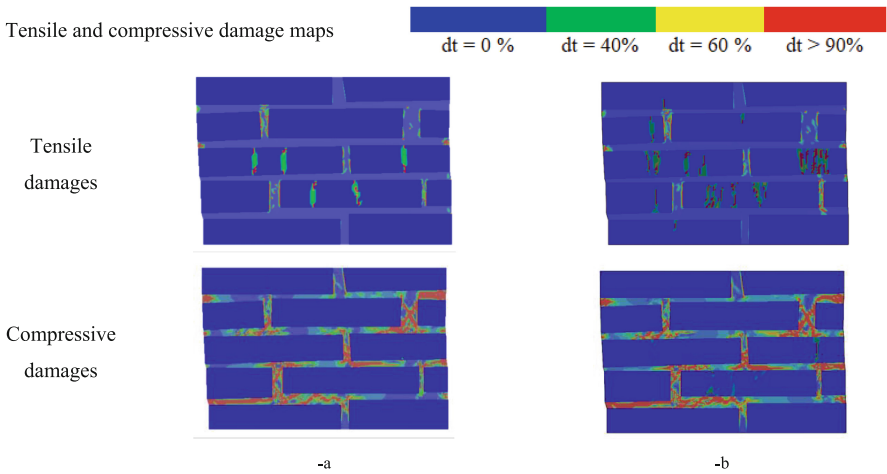 Tensile and compressive damage maps
dt = 0 % dt = 40% dt = 60 % dt > 90%
Tensile
damages
Compressive
damages
-a -b